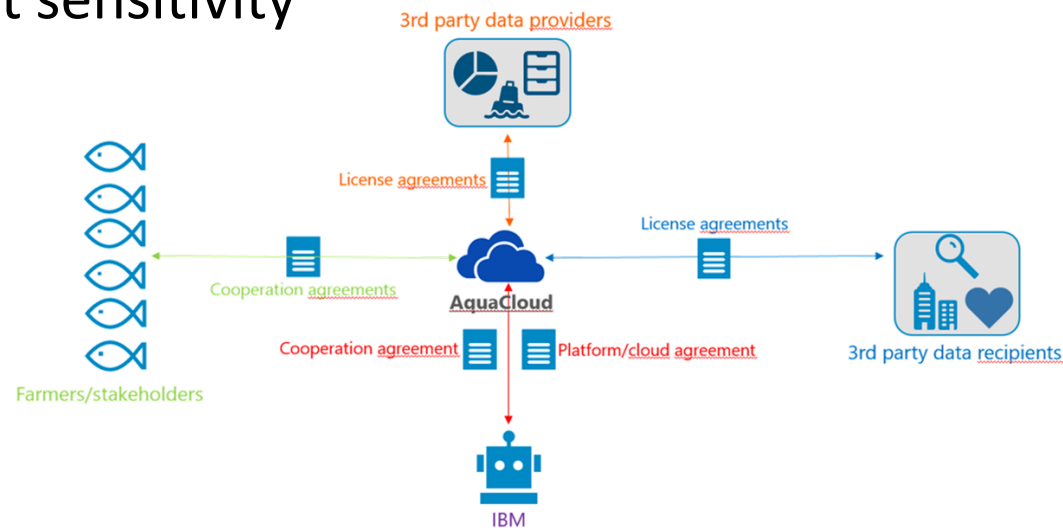 t sensitivity
3rd party data providers
License agreements
License agreements
Cooperation agreements
AquaCloud
Cooperation agreement
Platform/cloud agreement
3rd party data recipients
Farmers/stakeholders
IBM